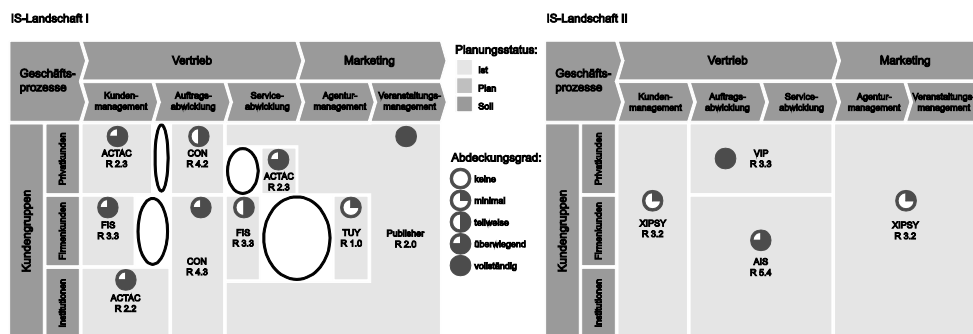 IS-Landschaft I
Geschäfts-
prozesse
Vertrieb
Marketing
Kunden-
management
Auftrags-
abwicklung
Service-
abwicklung
Agentur-
management
Veranstaltungs-
management
Kundengruppen
Privatkunden
Firmenkunden
Institutionen
ACTAC
R 2.3
CON
R 4.2
ACTAC
R 2.3
FIS
R 3.3
CON
R 4.3
FIS
R 3.3
TUY
R 1.0
Publisher
R 2.0
ACTAC
R 2.2
Planungsstatus:
Ist
Plan
Soll
Abdeckungsgrad:
keine
minimal
teilweise
überwiegend
vollständig
IS-Landschaft II
Geschäfts-
prozesse
Vertrieb
Marketing
Kunden-
management
Auftrags-
abwicklung
Service-
abwicklung
Agentur-
management
Veranstaltungs-
management
Kundengruppen
Privatkunden
Firmenkunden
Institutionen
VIP
R 3.3
XIPSY
R 3.2
AIS
R 5.4
XIPSY
R 3.2